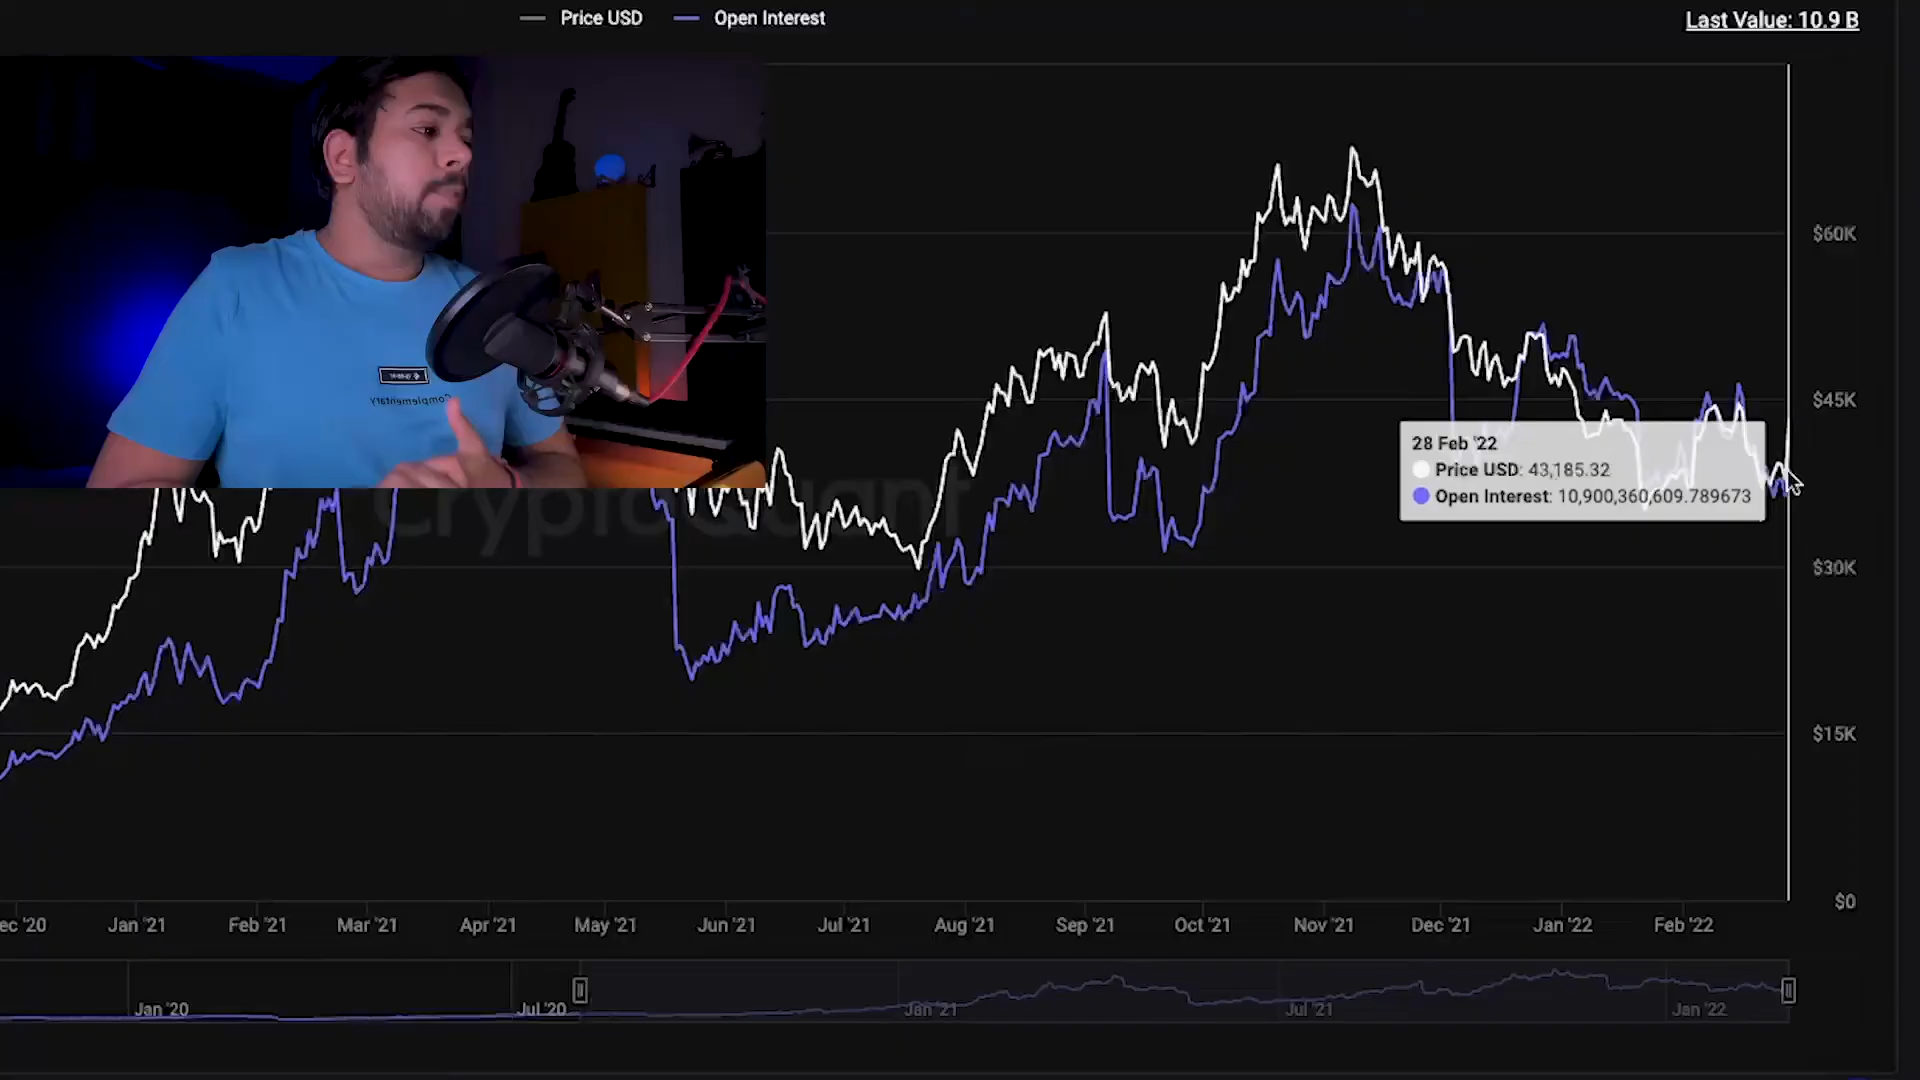 Price USD
Open Interest
Last Value: 10.9 B
Complementary
CryptoQuant
$60K
$45K
28 Feb '22
Price USD: 43,185.32
Open Interest: 10,900,360,609.789673
$30K
$15K
$0
ec '20
Jan '21
Feb '21
Mar '21
Apr '21
May '21
Jun '21
Jul '21
Aug '21
Sep '21
Oct '21
Nov '21
Dec '21
Jan '22
Feb '22
Jan '20
Jul '20
Jan '21
Jul '21
Jan '22